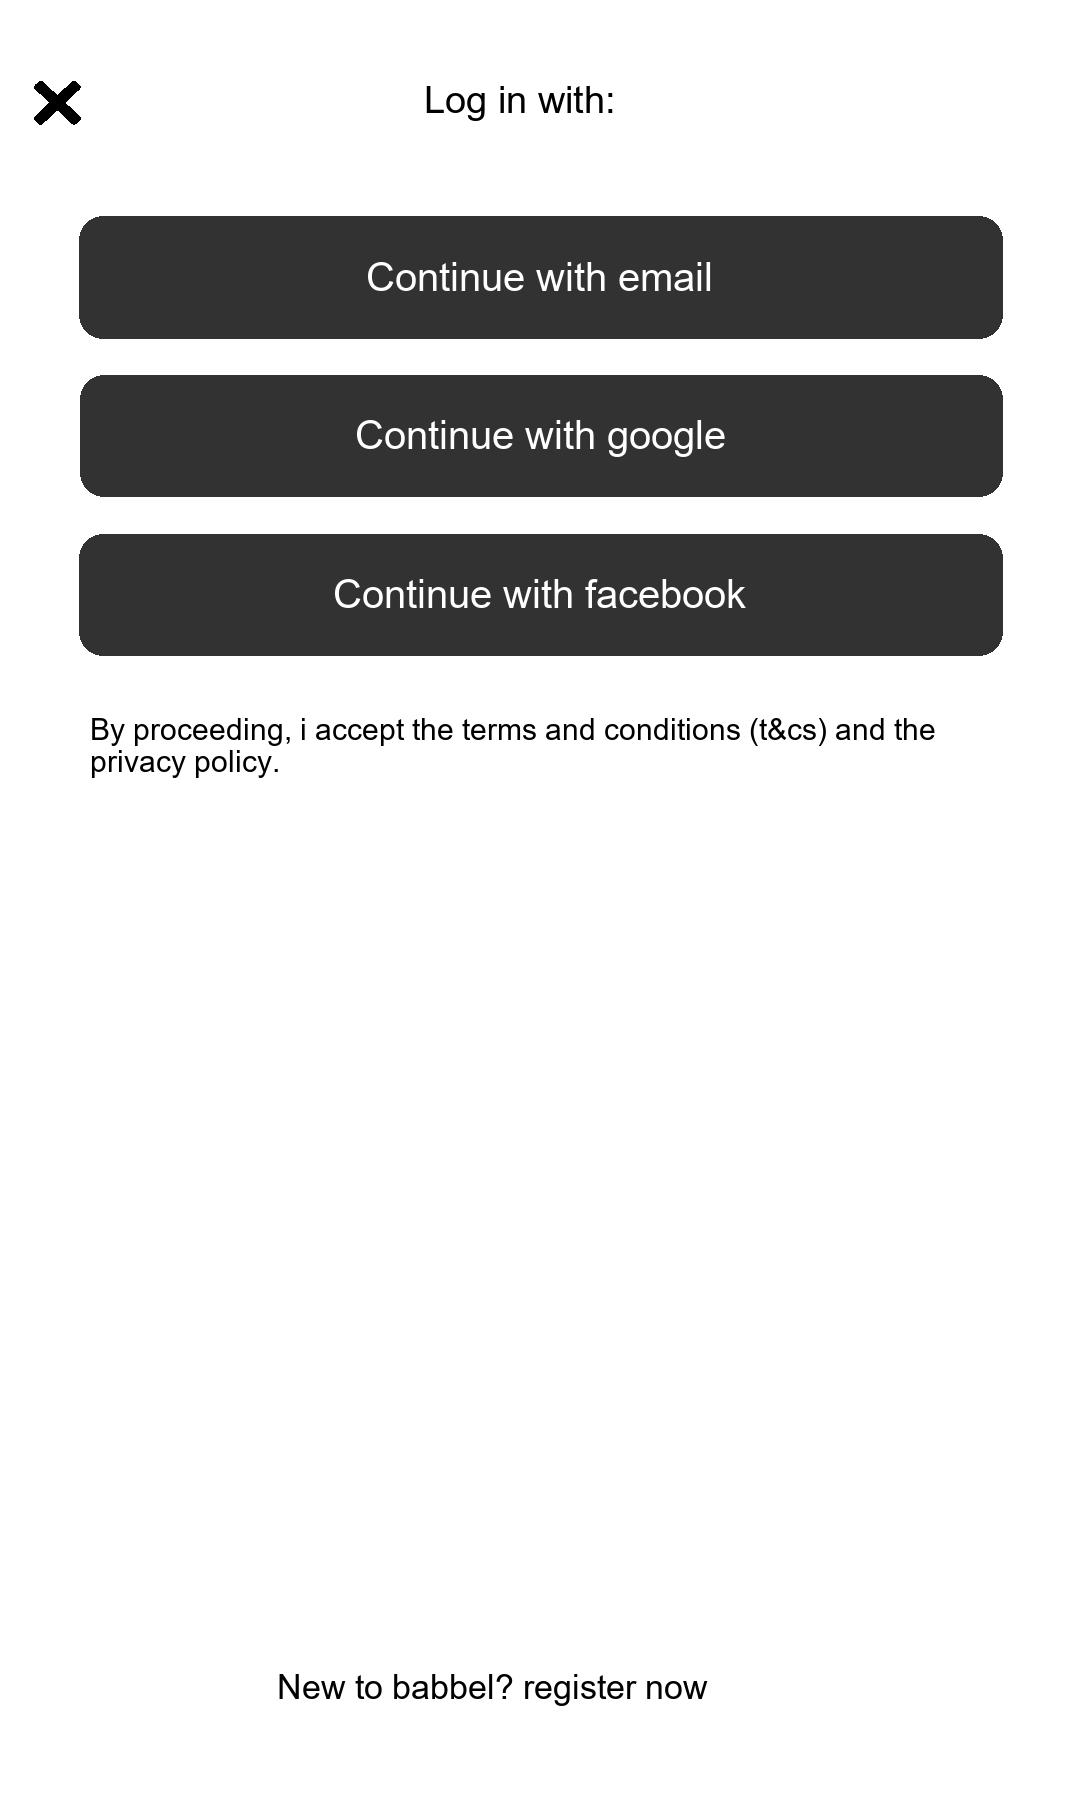 Log in with:
Continue with email
Continue with google
Continue with facebook
By proceeding, i accept the terms and conditions (t&cs) and the
privacy policy.
New to babbel? register now